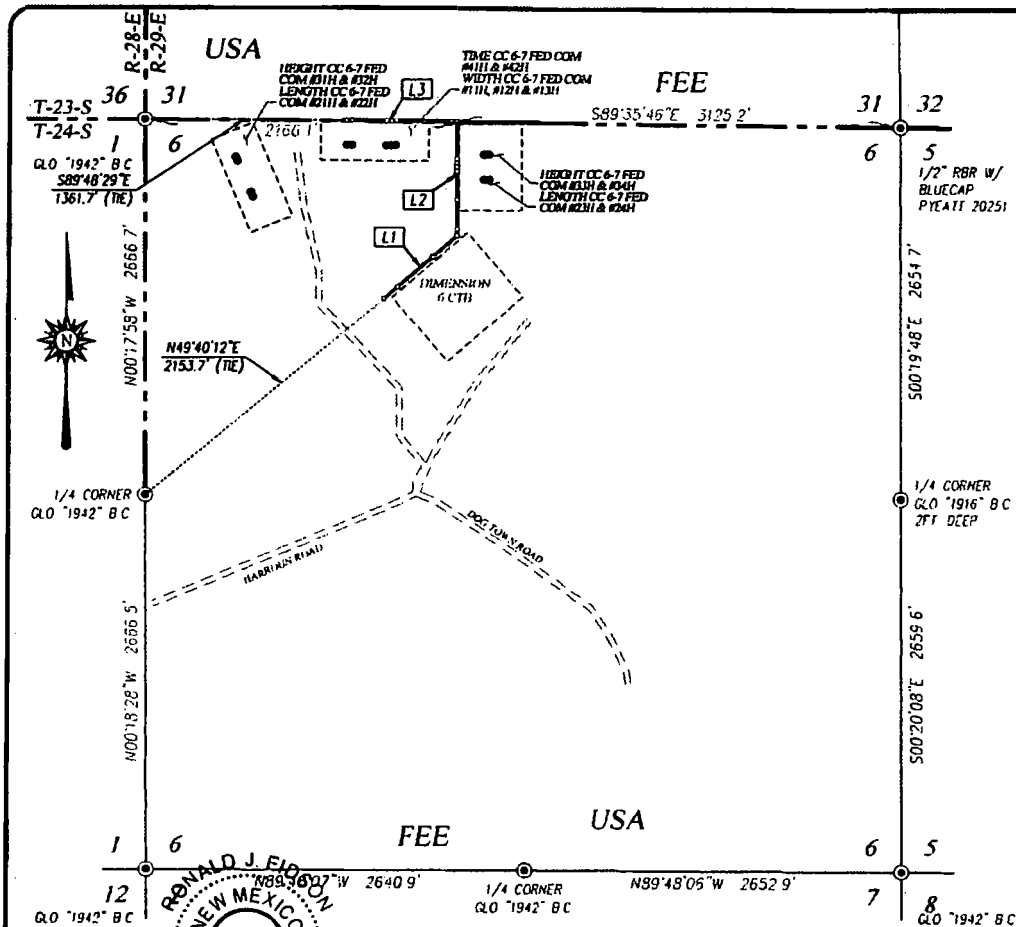 R-28-E
R-29-E
USA
HEIGHT CC 6-7 FED
COM #31H & #32H
LENGTH CC 6-7 FED
COM #21H & #22H
TIME CC 6-7 FED COM
#41H & #42H
WIDTH CC 6-7 FED COM
#11H, #12H & #13H
L3
FEE
36 31
T-23-S
T-24-S
1 6
GLO "1942" B C
S89°48'29"E
1361.7' (TIE)
S89°35'46"E 3125.2'
31 32
6 5
1/2" RBR W/
BLUECAP
PYEATT 20251
HEIGHT CC 6-7 FED
COM #33H & #34H
LENGTH CC 6-7 FED
COM #23H & #24H
L2
L1
DIMENSION
6 CTB
N
N00°17'58"W 2666.7'
N49°40'12"E
2153.7' (TIE)
S00°19'48"E 2654.7'
1/4 CORNER
GLO "1942" B C
1/4 CORNER
GLO "1916" B C
2FT DEEP
HARROUN ROAD
DOG TOWN ROAD
N00°18'28"W 2666.5'
S00°20'08"E 2659.6'
FEE
USA
1 6
12
GLO "1942" B C
2640.9'
1/4 CORNER
GLO "1942" B C
N89°48'06"W 2652.9'
6 5
7 8
GLO "1942" B C
RONALD J. EIDSON
NEW MEXICO